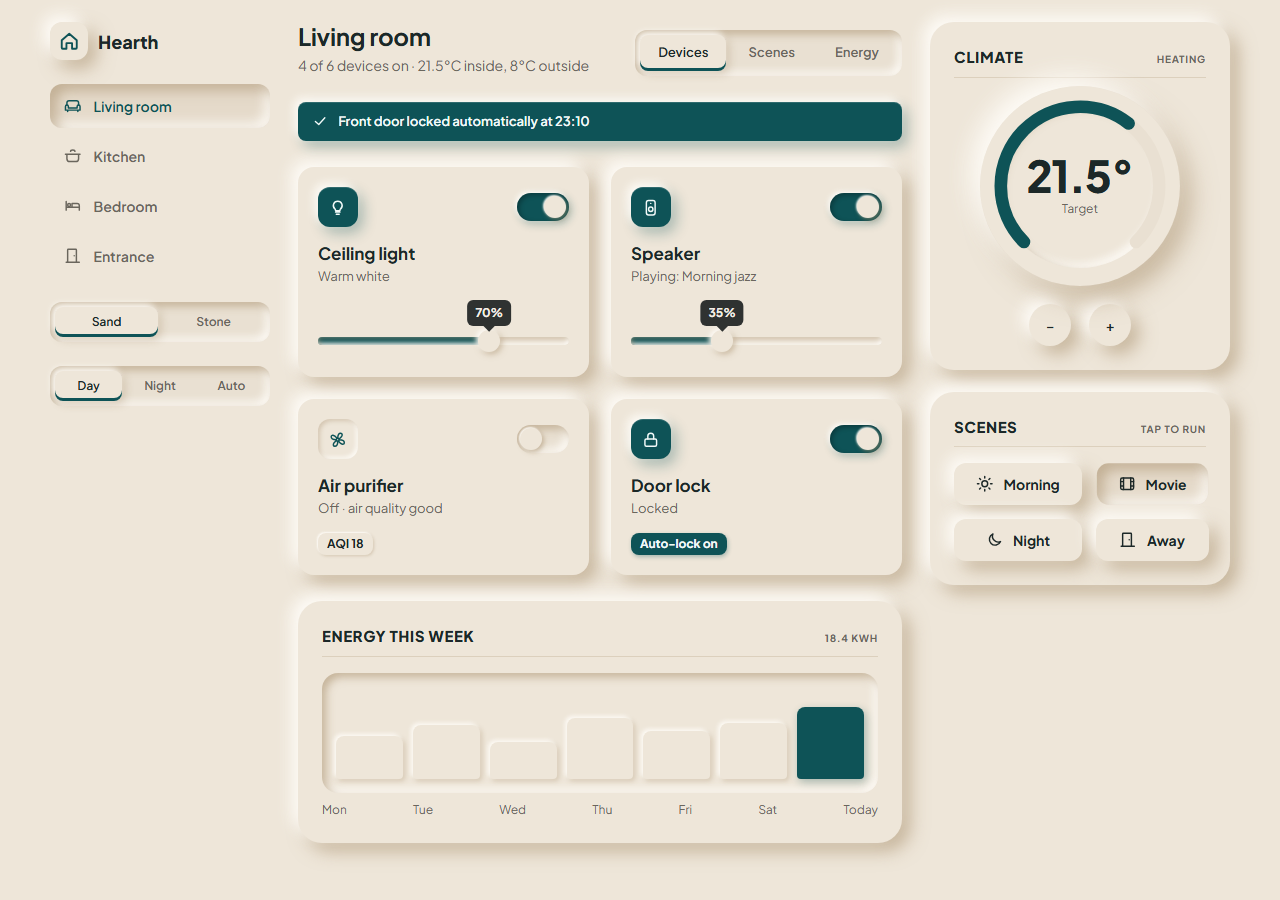 Hearth
Living room
Kitchen
Bedroom
Entrance
Sand Stone
Day Night Auto
Living room
4 of 6 devices on · 21.5°C inside, 8°C outside
Devices Scenes Energy
Front door locked automatically at 23:10
Ceiling light
Warm white
70%
Speaker
Playing: Morning jazz
35%
Air purifier
Off · air quality good
AQI 18
Door lock
Locked
Auto-lock on
ENERGY THIS WEEK 18.4 KWH
Mon Tue Wed Thu Fri Sat Today
CLIMATE HEATING
21.5°
Target
− +
SCENES TAP TO RUN
Morning Movie
Night Away